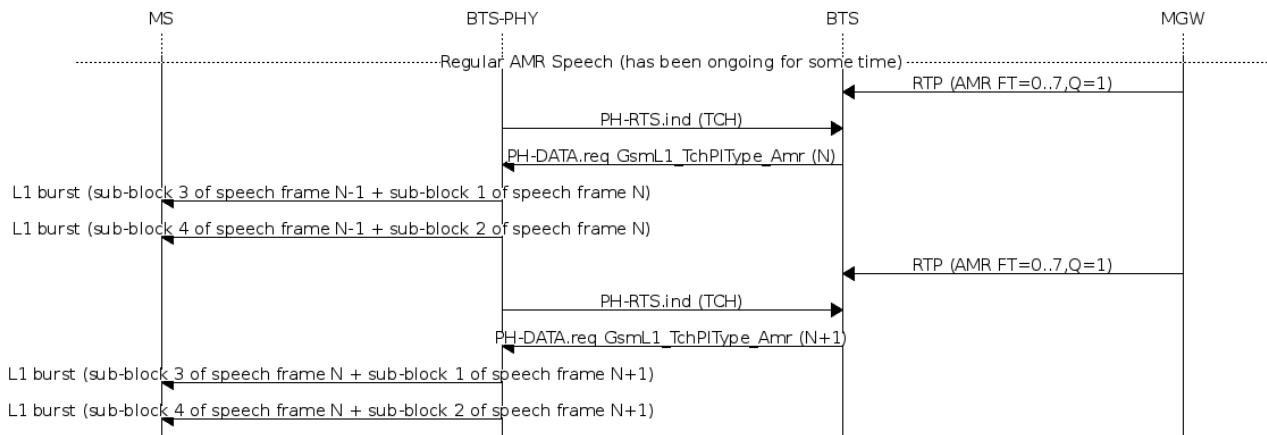 MS BTS-PHY BTS MGW
Regular AMR Speech (has been ongoing for some time)
RTP (AMR FT=0..7,Q=1)
PH-RTS.ind (TCH)
PH-DATA.req GsmL1_TchPlType_Amr (N)
L1 burst (sub-block 3 of speech frame N-1 + sub-block 1 of speech frame N)
L1 burst (sub-block 4 of speech frame N-1 + sub-block 2 of speech frame N)
RTP (AMR FT=0..7,Q=1)
PH-RTS.ind (TCH)
PH-DATA.req GsmL1_TchPlType_Amr (N+1)
L1 burst (sub-block 3 of speech frame N + sub-block 1 of speech frame N+1)
L1 burst (sub-block 4 of speech frame N + sub-block 2 of speech frame N+1)